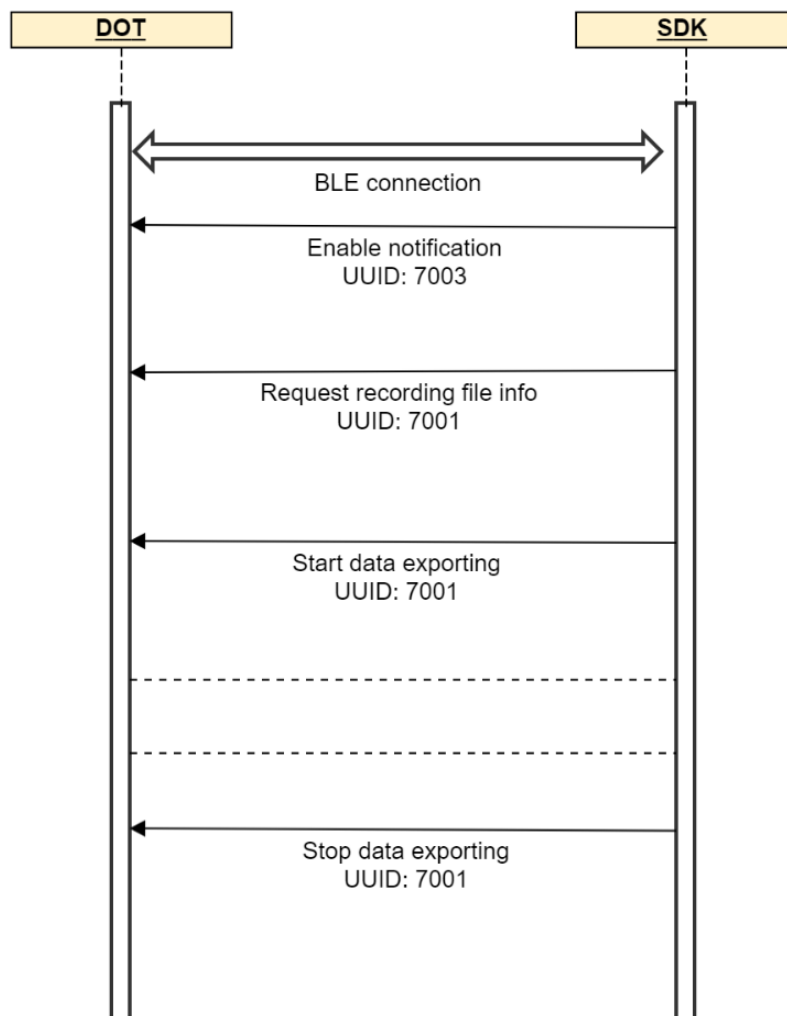 DOT
SDK
BLE connection
Enable notification
UUID: 7003
Request recording file info
UUID: 7001
Start data exporting
UUID: 7001
Stop data exporting
UUID: 7001